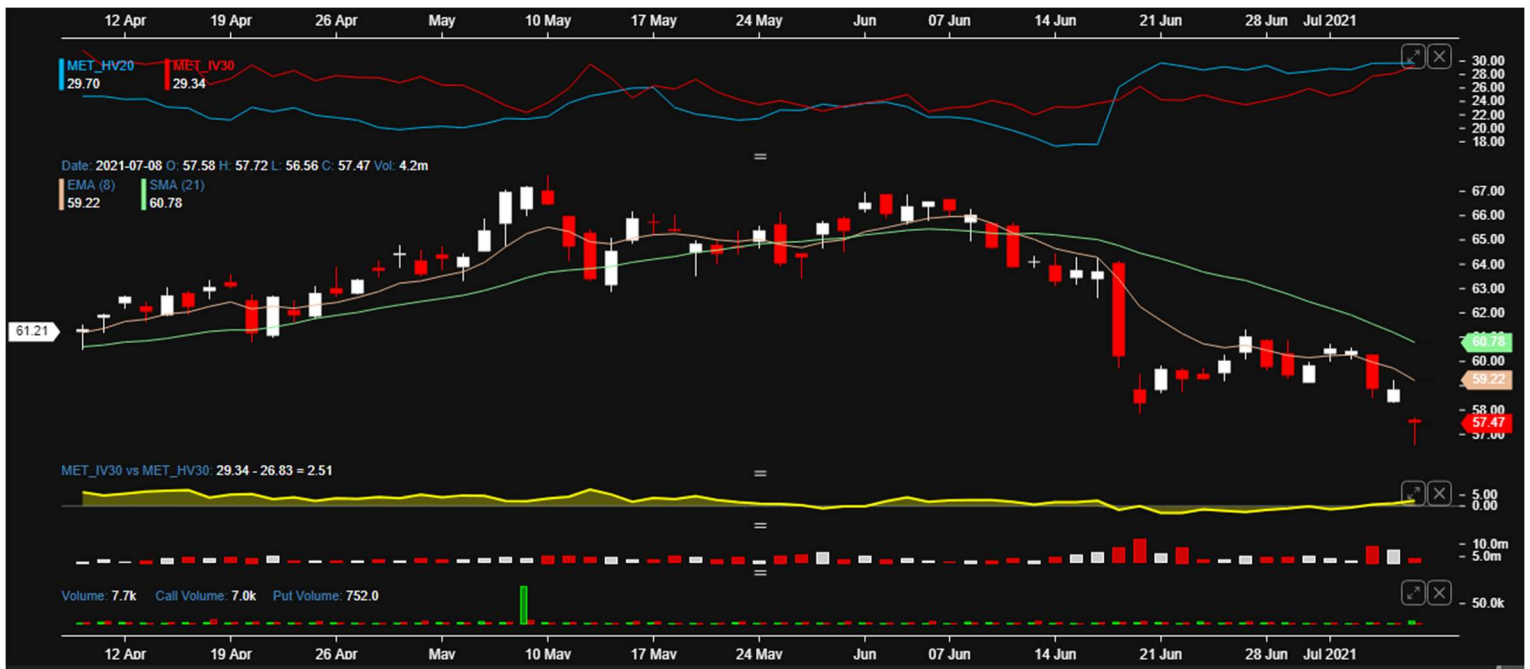 12 Apr 19 Apr 26 Apr May 10 May 17 May 24 May Jun 07 Jun 14 Jun 21 Jun 28 Jun Jul 2021
MET_HV20 MET_IV30
29.70 29.34
30.00
28.00
26.00
24.00
22.00
20.00
18.00
Date: 2021-07-08 O: 57.58 H: 57.72 L: 56.56 C: 57.47 Vol: 4.2m
EMA (8) SMA (21)
59.22 60.78
67.00
66.00
65.00
64.00
63.00
62.00
61.21
60.78
60.00
59.22
58.00
57.47
57.00
MET_IV30 vs MET_HV30: 29.34 - 26.83 = 2.51
5.00
0.00
10.0m
5.0m
Volume: 7.7k Call Volume: 7.0k Put Volume: 752.0
50.0k
12 Apr 19 Apr 26 Apr May 10 May 17 May 24 May Jun 07 Jun 14 Jun 21 Jun 28 Jun Jul 2021